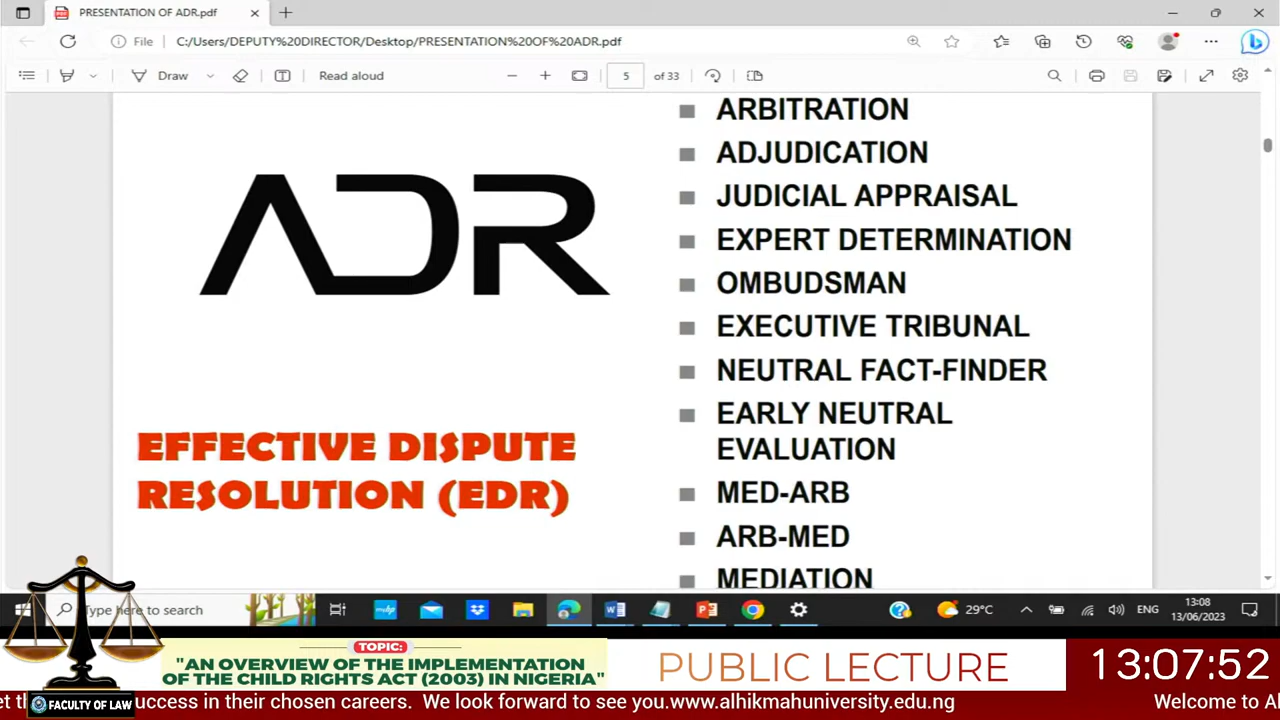 PRESENTATION OF ADR.pdf
File
C:/Users/DEPUTY%20DIRECTOR/Desktop/PRESENTATION%20OF%20ADR.pdf
Draw
Read aloud
5
of 33
ADR
EFFECTIVE DISPUTE
RESOLUTION (EDR)
ARBITRATION
ADJUDICATION
JUDICIAL APPRAISAL
EXPERT DETERMINATION
OMBUDSMAN
EXECUTIVE TRIBUNAL
NEUTRAL FACT-FINDER
EARLY NEUTRAL
EVALUATION
MED-ARB
ARB-MED
MEDIATION
Type here to search
29°C
ENG
13:08
13/06/2023
TOPIC:
"AN OVERVIEW OF THE IMPLEMENTATION
OF THE CHILD RIGHTS ACT (2003) IN NIGERIA"
PUBLIC LECTURE
13:07:52
FACULTY OF LAW
success in their chosen careers. We look forward to see you.www.alhikmahuniversity.edu.ng
Welcome to